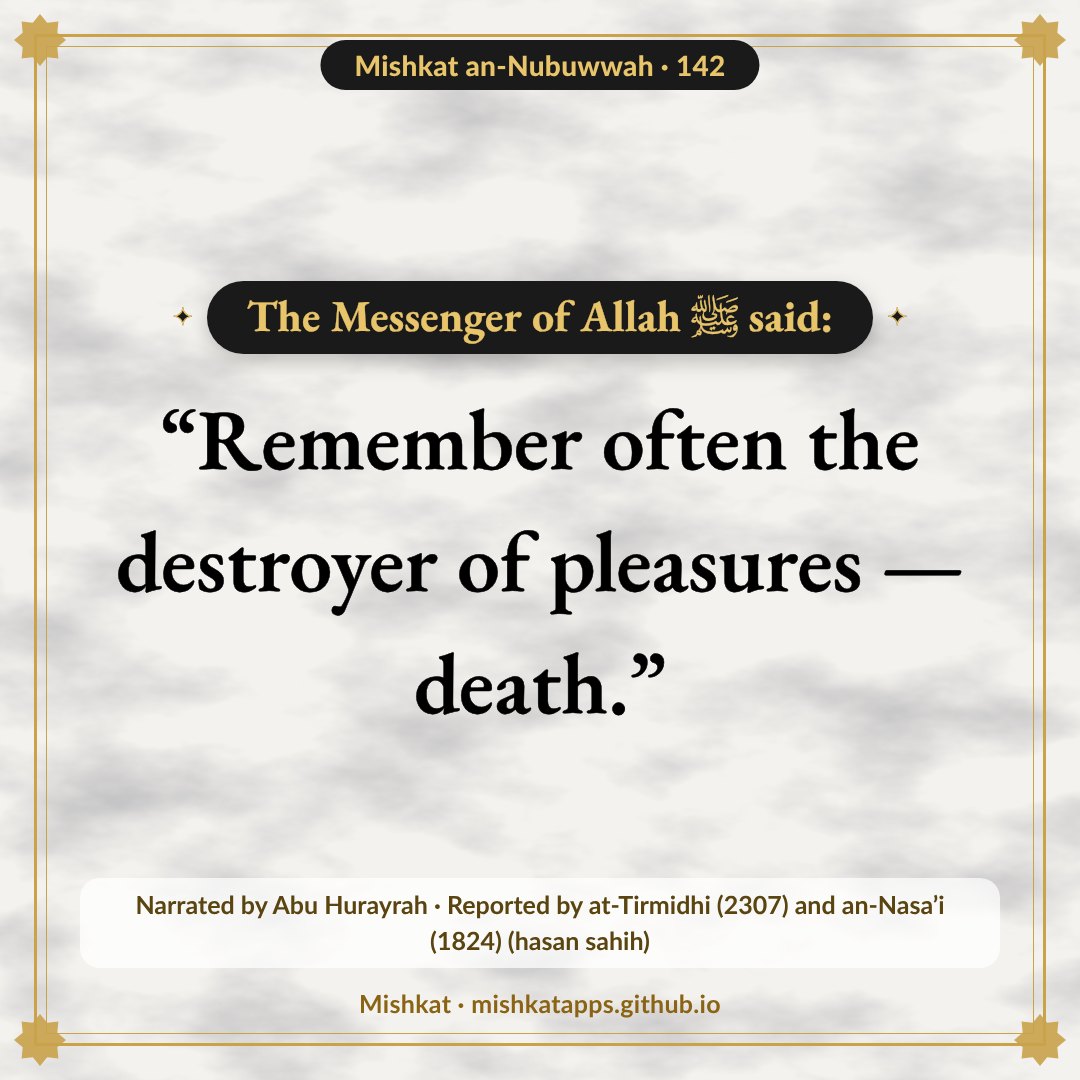 Mishkat an-Nubuwwah · 142
The Messenger of Allah ﷺ said:
“Remember often the
destroyer of pleasures —
death.”
Narrated by Abu Hurayrah · Reported by at-Tirmidhi (2307) and an-Nasa’i
(1824) (hasan sahih)
Mishkat · mishkatapps.github.io